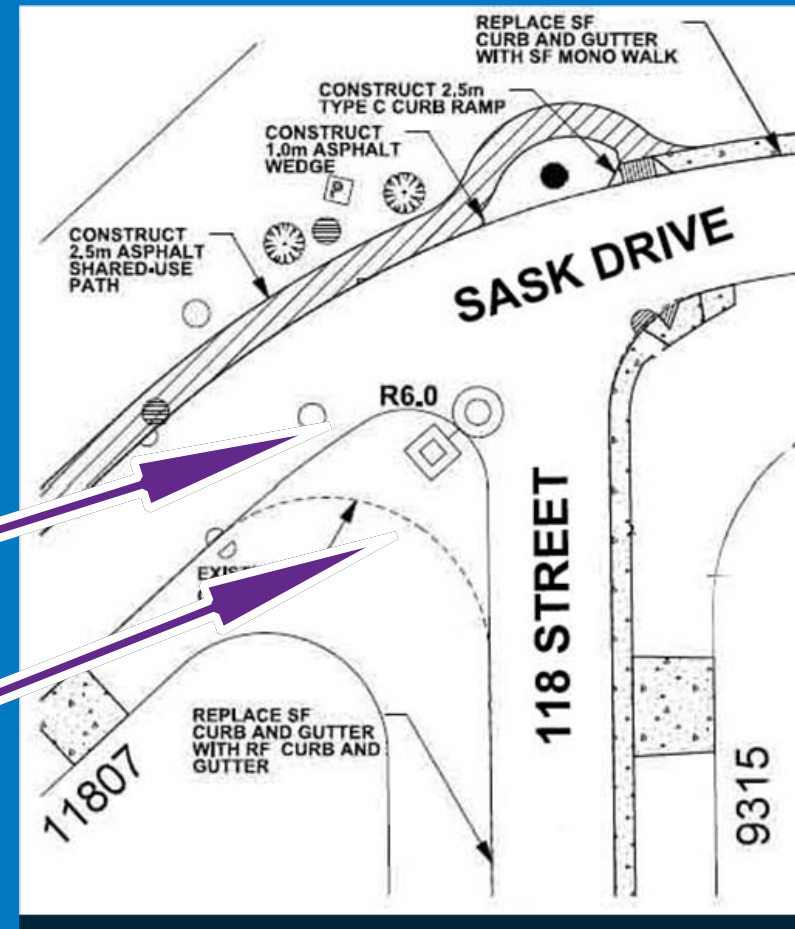 REPLACE SF
CURB AND GUTTER
WITH SF MONO WALK
CONSTRUCT 2.5m
TYPE C CURB RAMP
CONSTRUCT
1.0m ASPHALT
WEDGE
P
CONSTRUCT
2.5m ASPHALT
SHARED-USE
PATH
SASK DRIVE
R6.0
118 STREET
REPLACE SF
CURB AND GUTTER
WITH RF CURB AND
GUTTER
11807
9315